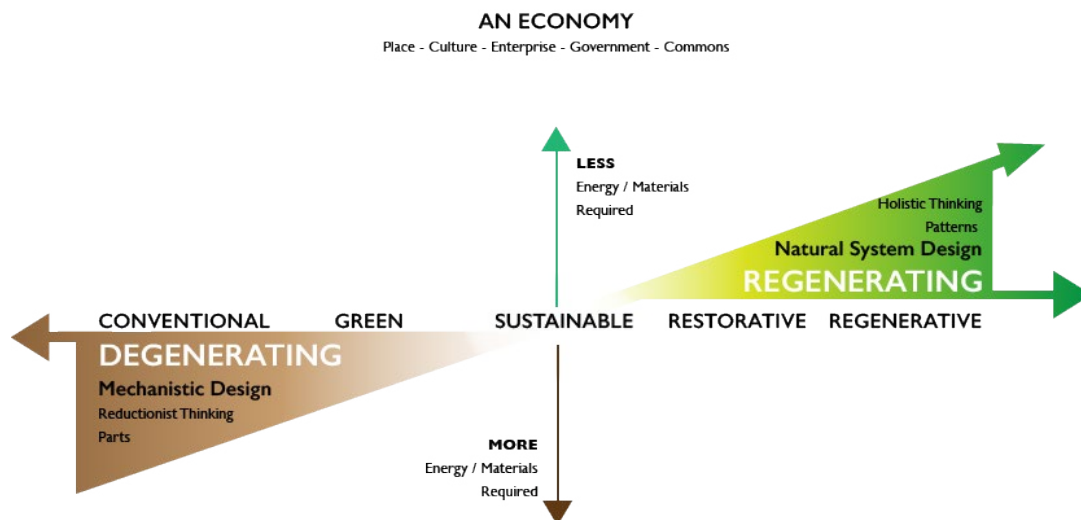 AN ECONOMY
Place - Culture - Enterprise - Government - Commons
LESS
Energy / Materials
Required
Holistic Thinking
Patterns
Natural System Design
REGENERATING
CONVENTIONAL GREEN SUSTAINABLE RESTORATIVE REGENERATIVE
DEGENERATING
Mechanistic Design
Reductionist Thinking
Parts
MORE
Energy / Materials
Required